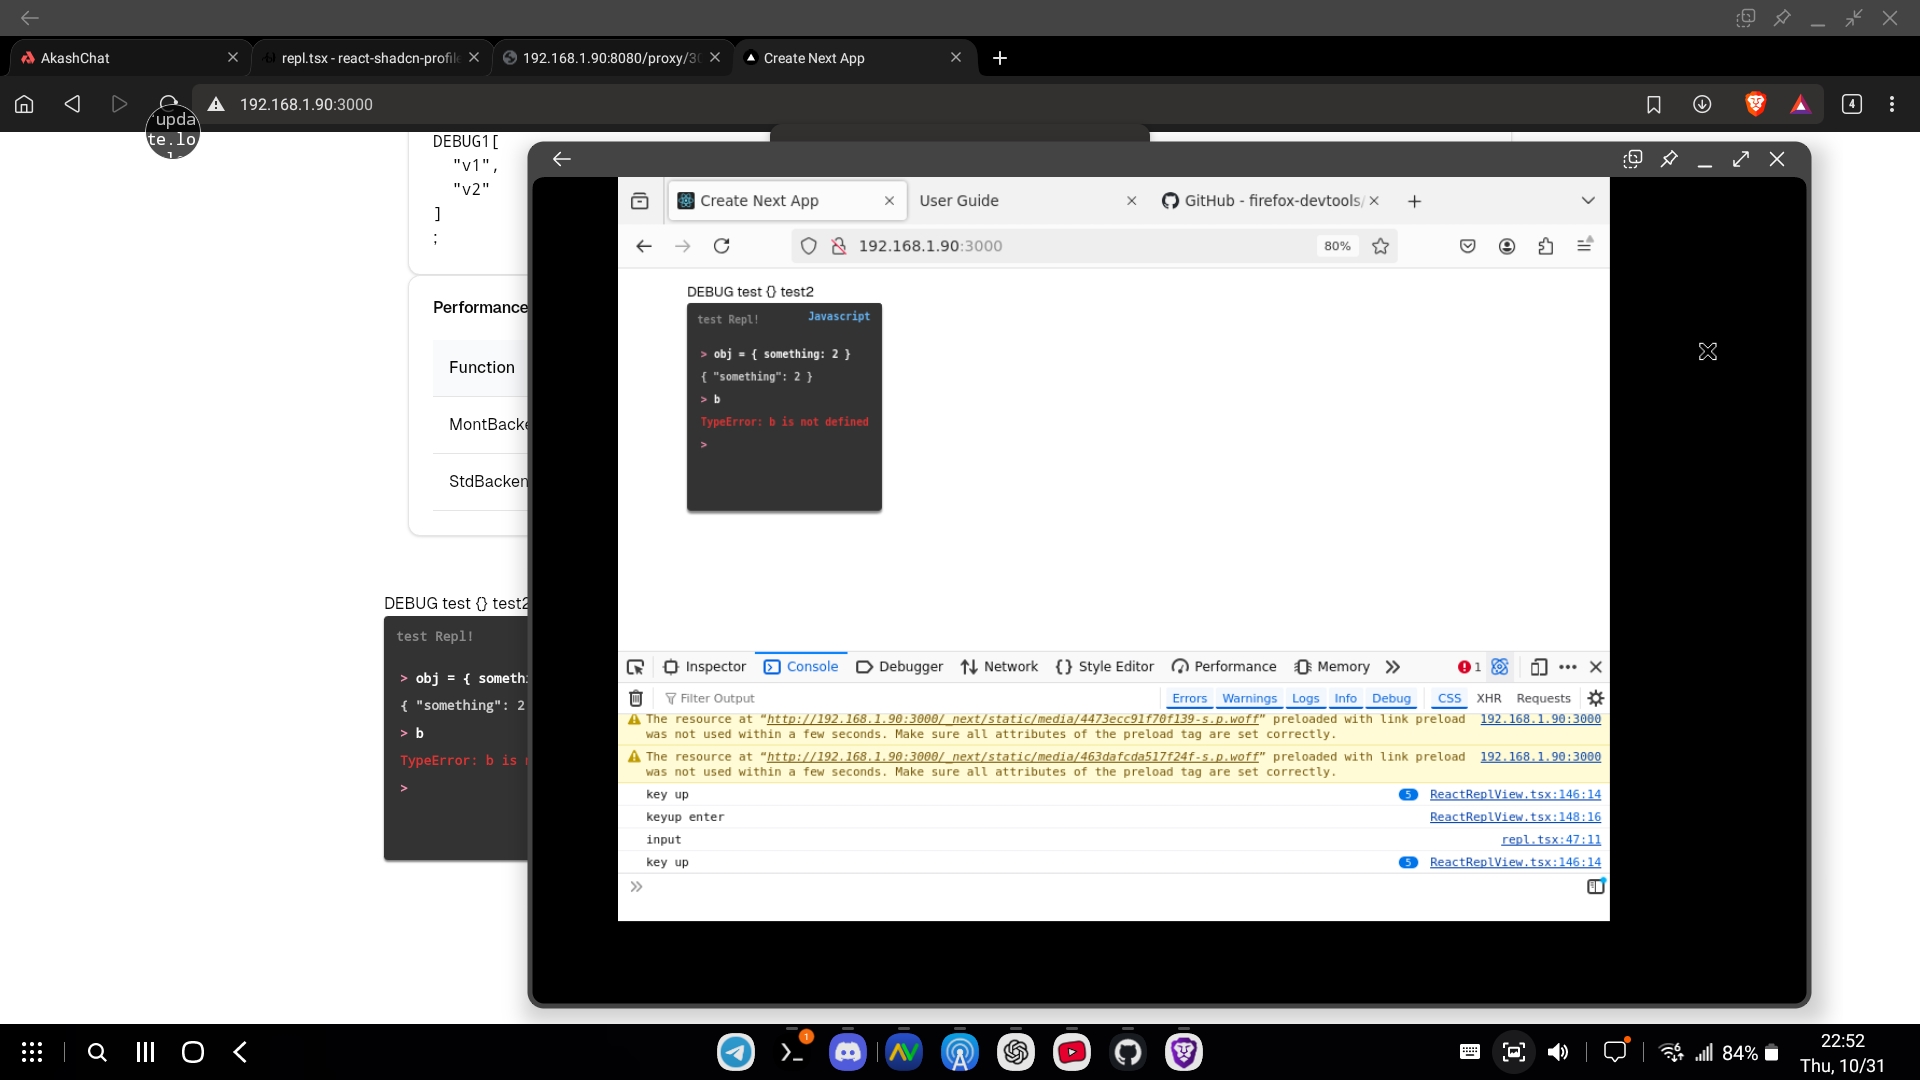 AkashChat
repl.tsx - react-shadcn-profile
192.168.1.90:8080/proxy/30
Create Next App
192.168.1.90:3000
4
upda
te.lo
DEBUG1[
"v1",
"v2"
]
;
Performance
Function
MontBacke
StdBacken
DEBUG test {} test2
test Repl!
> obj = { somethi
{ "something": 2
> b
TypeError: b is
>
Create Next App
User Guide
GitHub - firefox-devtools/
192.168.1.90:3000
80%
DEBUG test {} test2
test Repl!
Javascript
> obj = { something: 2 }
{ "something": 2 }
> b
TypeError: b is not defined
>
Inspector
Console
Debugger
Network
Style Editor
Performance
Memory
1
Filter Output
Errors
Warnings
Logs
Info
Debug
CSS
XHR
Requests
The resource at “http://192.168.1.90:3000/_next/static/media/4473ecc91f70f139-s.p.woff” preloaded with link preload 192.168.1.90:3000
was not used within a few seconds. Make sure all attributes of the preload tag are set correctly.
The resource at “http://192.168.1.90:3000/_next/static/media/463dafcda517f24f-s.p.woff” preloaded with link preload 192.168.1.90:3000
was not used within a few seconds. Make sure all attributes of the preload tag are set correctly.
key up 5 ReactReplView.tsx:146:14
keyup enter ReactReplView.tsx:148:16
input repl.tsx:47:11
key up 5 ReactReplView.tsx:146:14
1
84%
22:52
Thu, 10/31